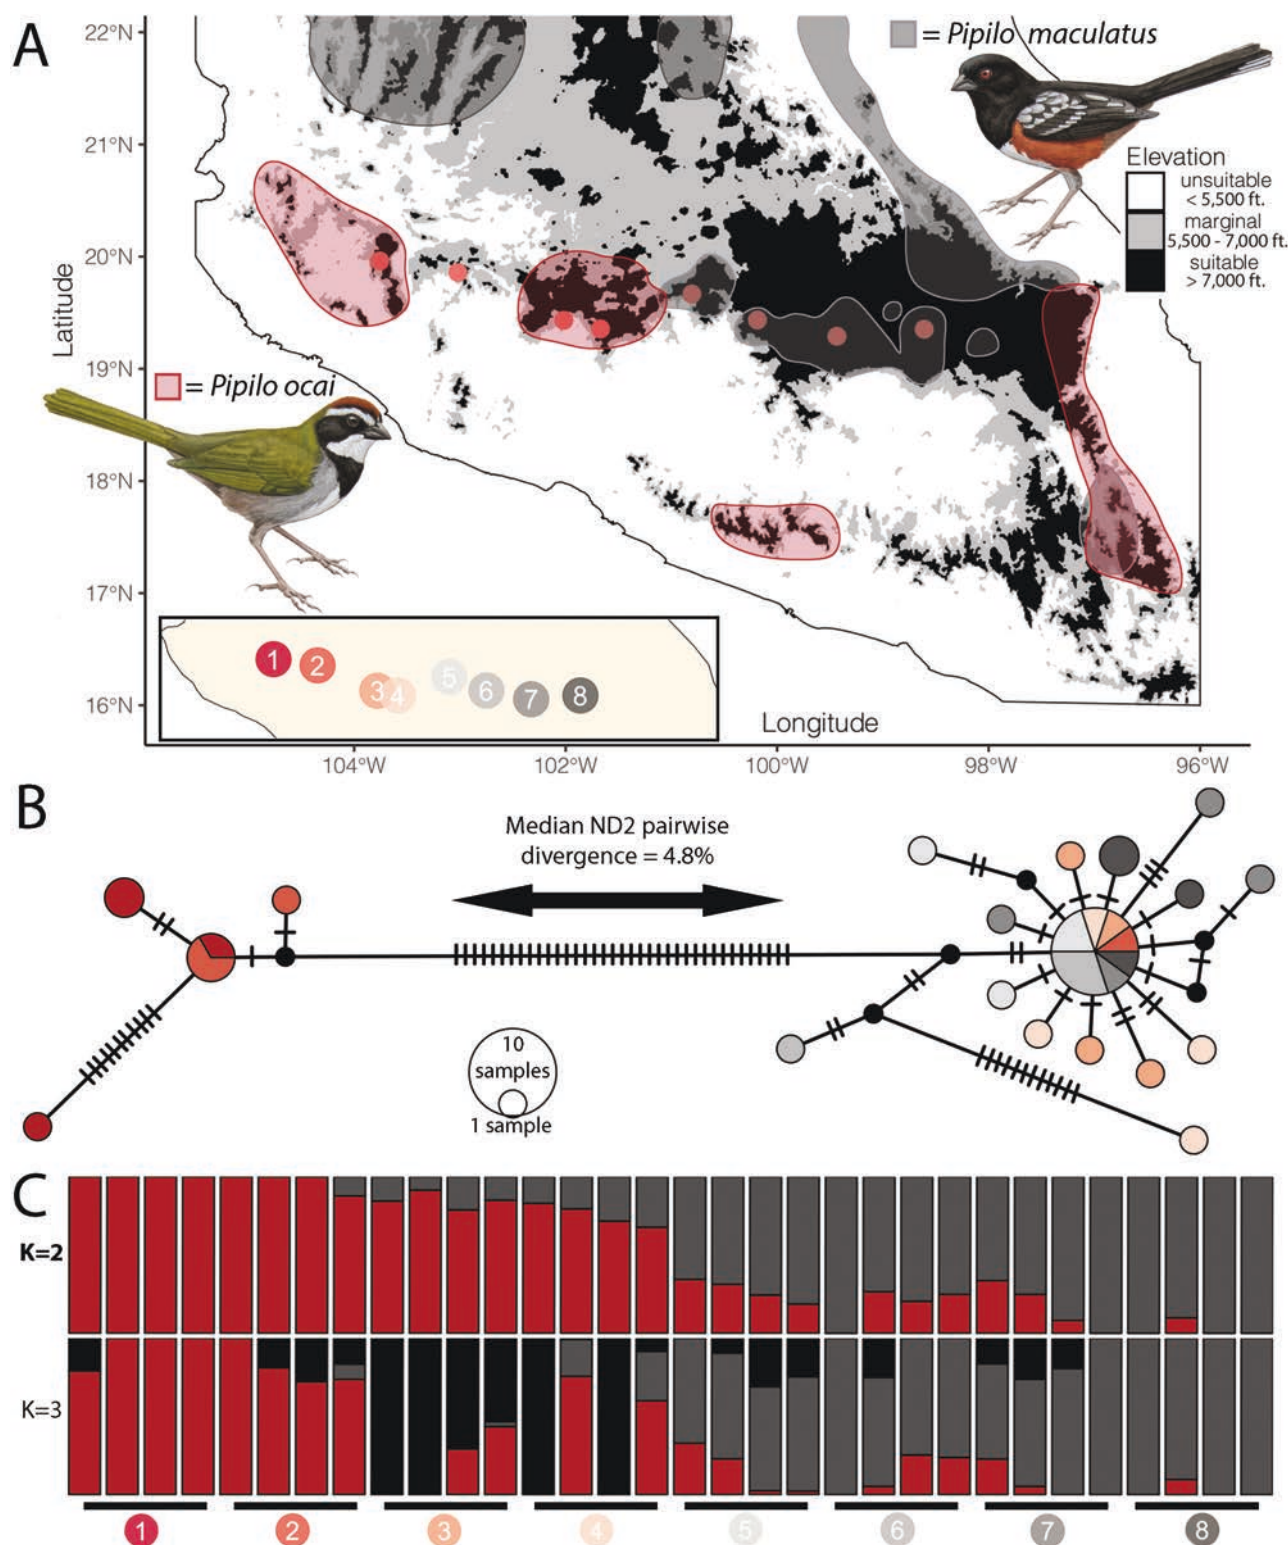 A
22°N
21°N
20°N
19°N
18°N
17°N
16°N
Latitude
= Pipilo maculatus
Elevation
unsuitable
< 5,500 ft.
marginal
5,500 - 7,000 ft.
suitable
> 7,000 ft.
= Pipilo ocai
1 2 3 4 5 6 7 8
Longitude
104°W 102°W 100°W 98°W 96°W
B
Median ND2 pairwise
divergence = 4.8%
10
samples
1 sample
C
K=2
K=3
1 2 3 4 5 6 7 8